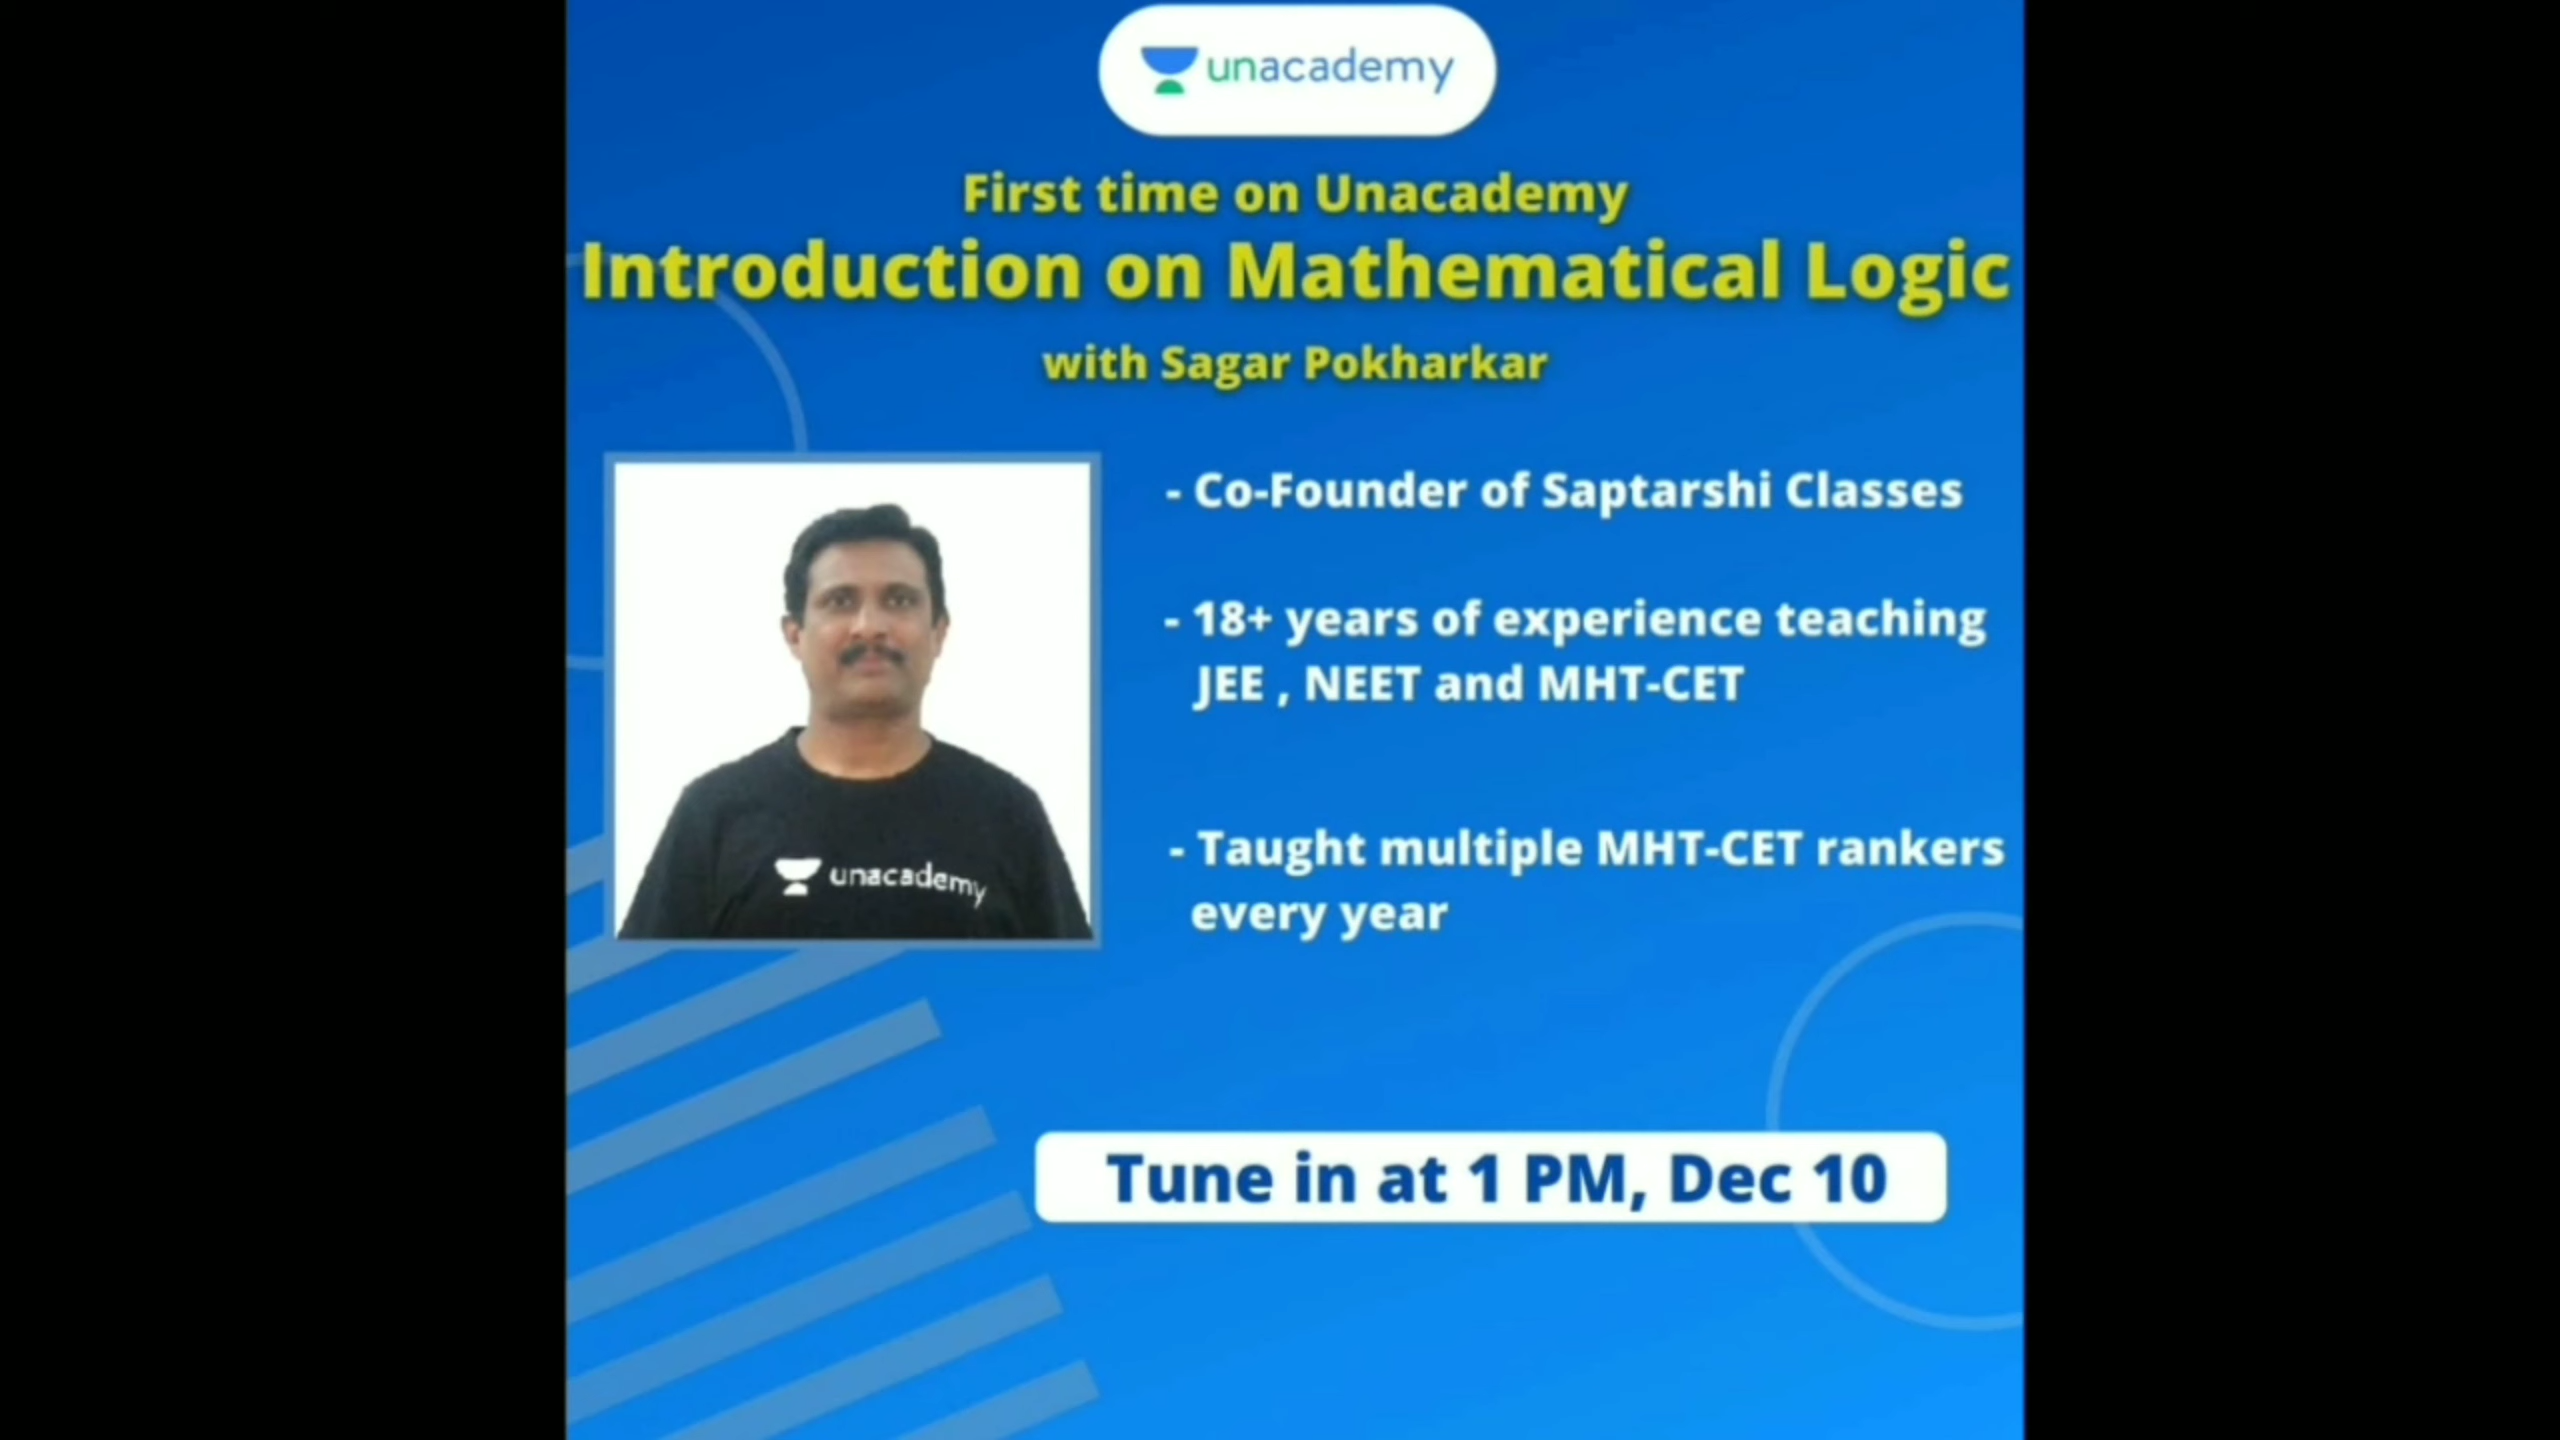 unacademy
First time on Unacademy
Introduction on Mathematical Logic
with Sagar Pokharkar
- Co-Founder of Saptarshi Classes
- 18+ years of experience teaching
JEE , NEET and MHT-CET
- Taught multiple MHT-CET rankers
every year
unacademy
Tune in at 1 PM, Dec 10